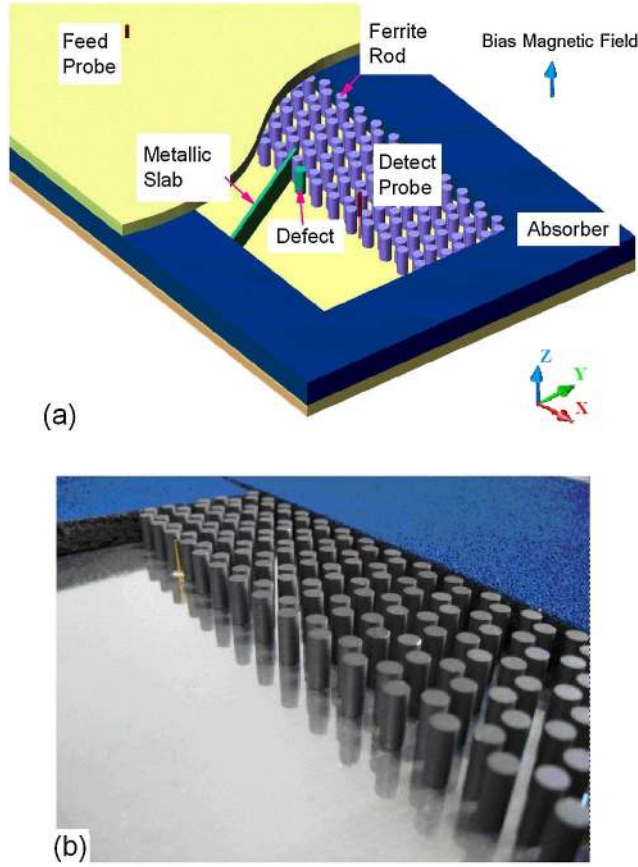 Feed
Probe
Ferrite
Rod
Bias Magnetic Field
Metallic
Slab
Detect
Probe
Defect
Absorber
Z
Y
X
(a)
(b)